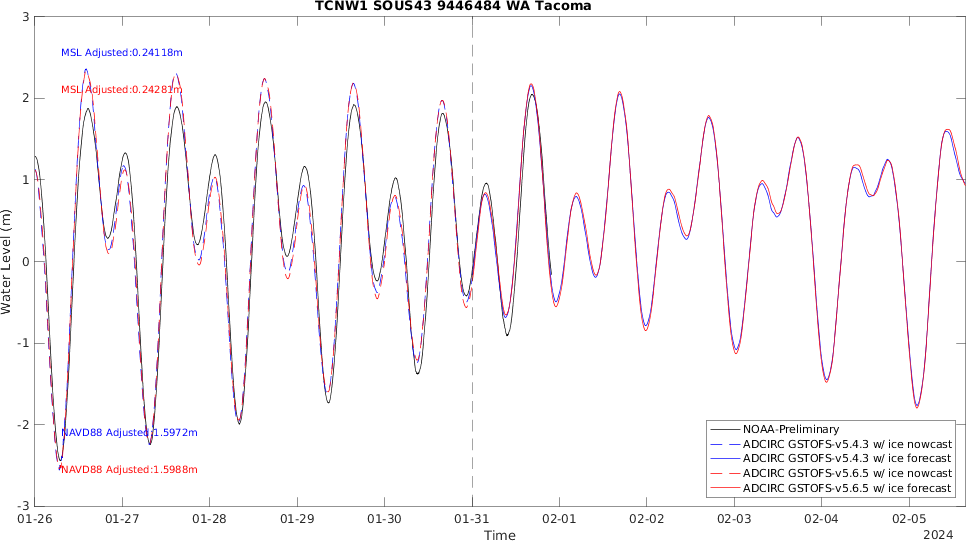 TCNW1 SOUS43 9446484 WA Tacoma
3
2
1
0
-1
-2
-3
Water Level (m)
MSL Adjusted:0.24118m
MSL Adjusted:0.24281m
NAVD88 Adjusted:1.5972m
NAVD88 Adjusted:1.5988m
NOAA-Preliminary
ADCIRC GSTOFS-v5.4.3 w/ ice nowcast
ADCIRC GSTOFS-v5.4.3 w/ ice forecast
ADCIRC GSTOFS-v5.6.5 w/ ice nowcast
ADCIRC GSTOFS-v5.6.5 w/ ice forecast
01-26 01-27 01-28 01-29 01-30 01-31 02-01 02-02 02-03 02-04 02-05
Time
2024